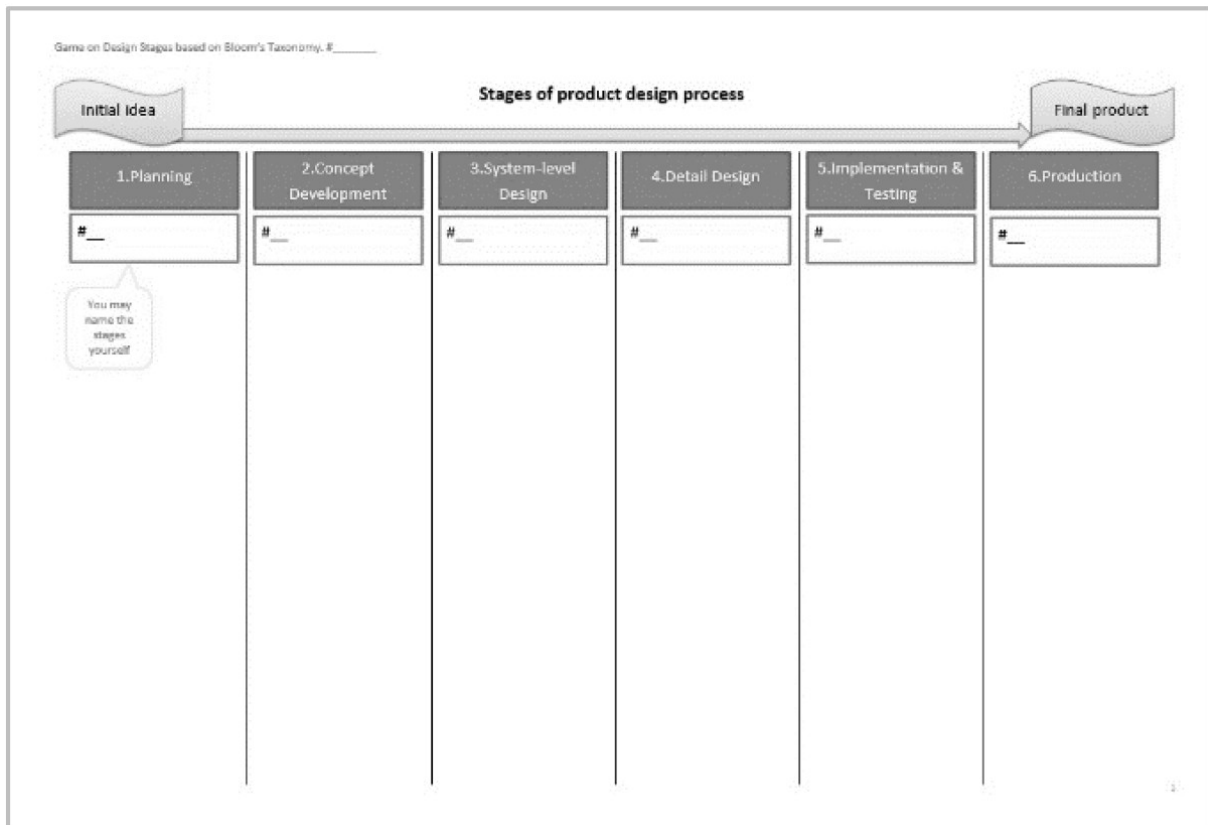 Game on Design Stages based on Bloom's Taxonomy. #_______
Stages of product design process
Initial idea
Final product
1.Planning
2.Concept
Development
3.System-level
Design
4.Detail Design
5.Implementation &
Testing
6.Production
#__
#__
#__
#__
#__
#__
You may
name the
stages
yourself
1